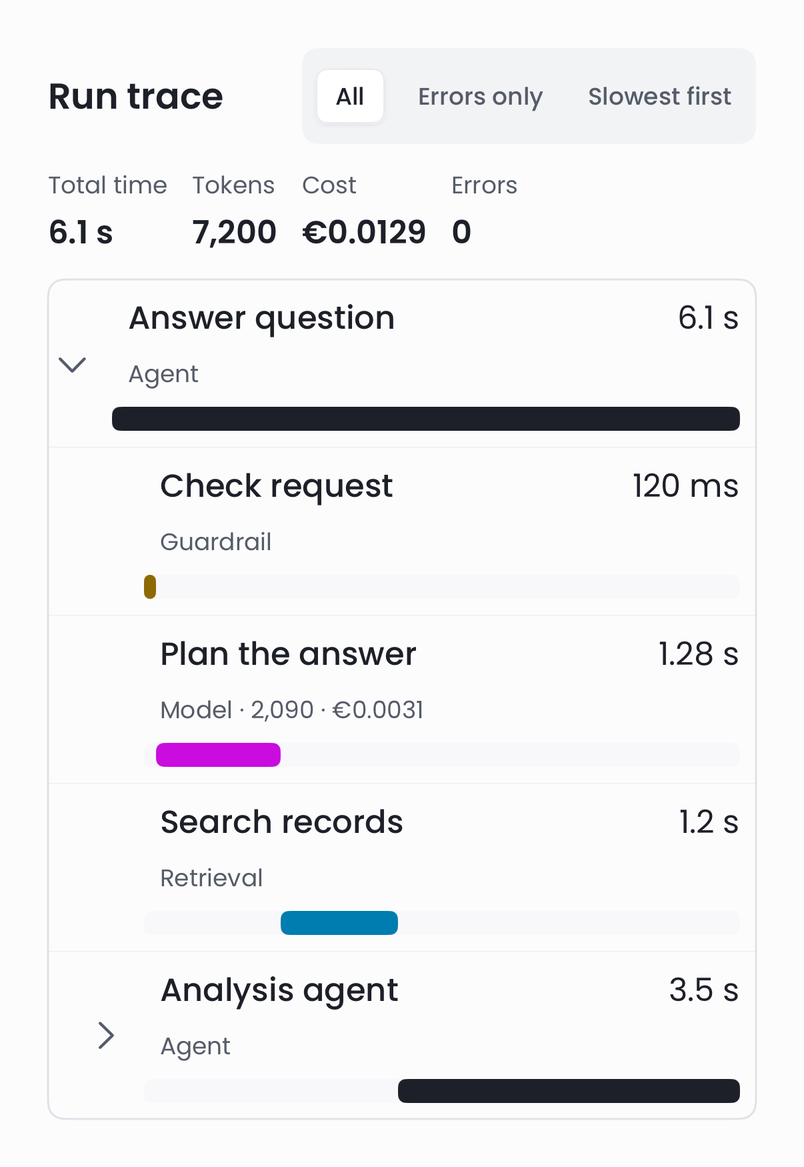 Run trace
All Errors only Slowest first
Total time Tokens Cost Errors
6.1 s 7,200 €0.0129 0
Answer question 6.1 s
Agent
Check request 120 ms
Guardrail
Plan the answer 1.28 s
Model · 2,090 · €0.0031
Search records 1.2 s
Retrieval
Analysis agent 3.5 s
Agent